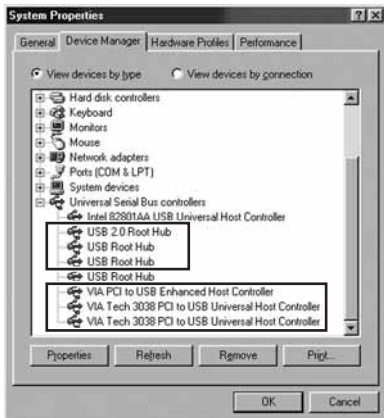 System Properties
General Device Manager Hardware Profiles Performance
View devices by type View devices by connection
Hard disk controllers
Keyboard
Monitors
Mouse
Network adapters
Ports (COM & LPT)
System devices
Universal Serial Bus controllers
Intel 82801AA USB Universal Host Controller
USB 2.0 Root Hub
USB Root Hub
USB Root Hub
USB Root Hub
VIA PCI to USB Enhanced Host Controller
VIA Tech 3038 PCI to USB Universal Host Controller
VIA Tech 3038 PCI to USB Universal Host Controller
Properties Refresh Remove Print...
OK Cancel